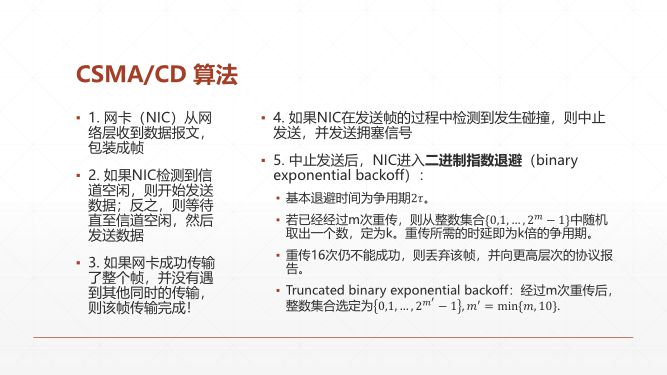 CSMA/CD 算法
▪ 1. 网卡（NIC）从网
络层收到数据报文，
包装成帧
▪ 2. 如果NIC检测到信
道空闲，则开始发送
数据；反之，则等待
直至信道空闲，然后
发送数据
▪ 3. 如果网卡成功传输
了整个帧，并没有遇
到其他同时的传输，
则该帧传输完成！
▪ 4. 如果NIC在发送帧的过程中检测到发生碰撞，则中止
发送，并发送拥塞信号
▪ 5. 中止发送后，NIC进入二进制指数退避（binary
exponential backoff）:
▪ 基本退避时间为争用期2τ。
▪ 若已经经过m次重传，则从整数集合{0,1, … , 2^m − 1}中随机
取出一个数，定为k。重传所需的时延即为k倍的争用期。
▪ 重传16次仍不能成功，则丢弃该帧，并向更高层次的协议报
告。
▪ Truncated binary exponential backoff：经过m次重传后，
整数集合选定为{0,1, … , 2^{m′} − 1}, m′ = min{m, 10}.